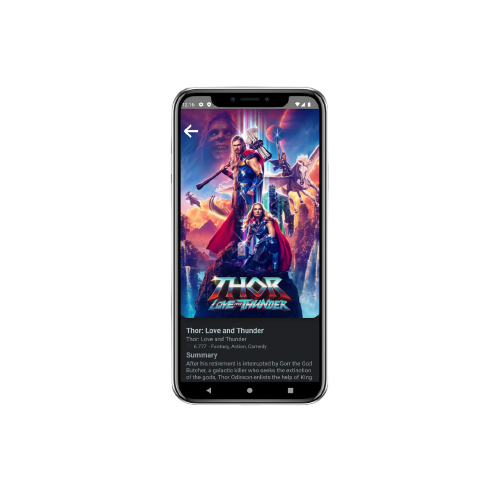 12:16
THOR
LOVE AND THUNDER
Thor: Love and Thunder
Thor: Love and Thunder
6.777 - Fantasy, Action, Comedy
Summary
After his retirement is interrupted by Gorr the God
Butcher, a galactic killer who seeks the extinction
of the gods, Thor Odinson enlists the help of King